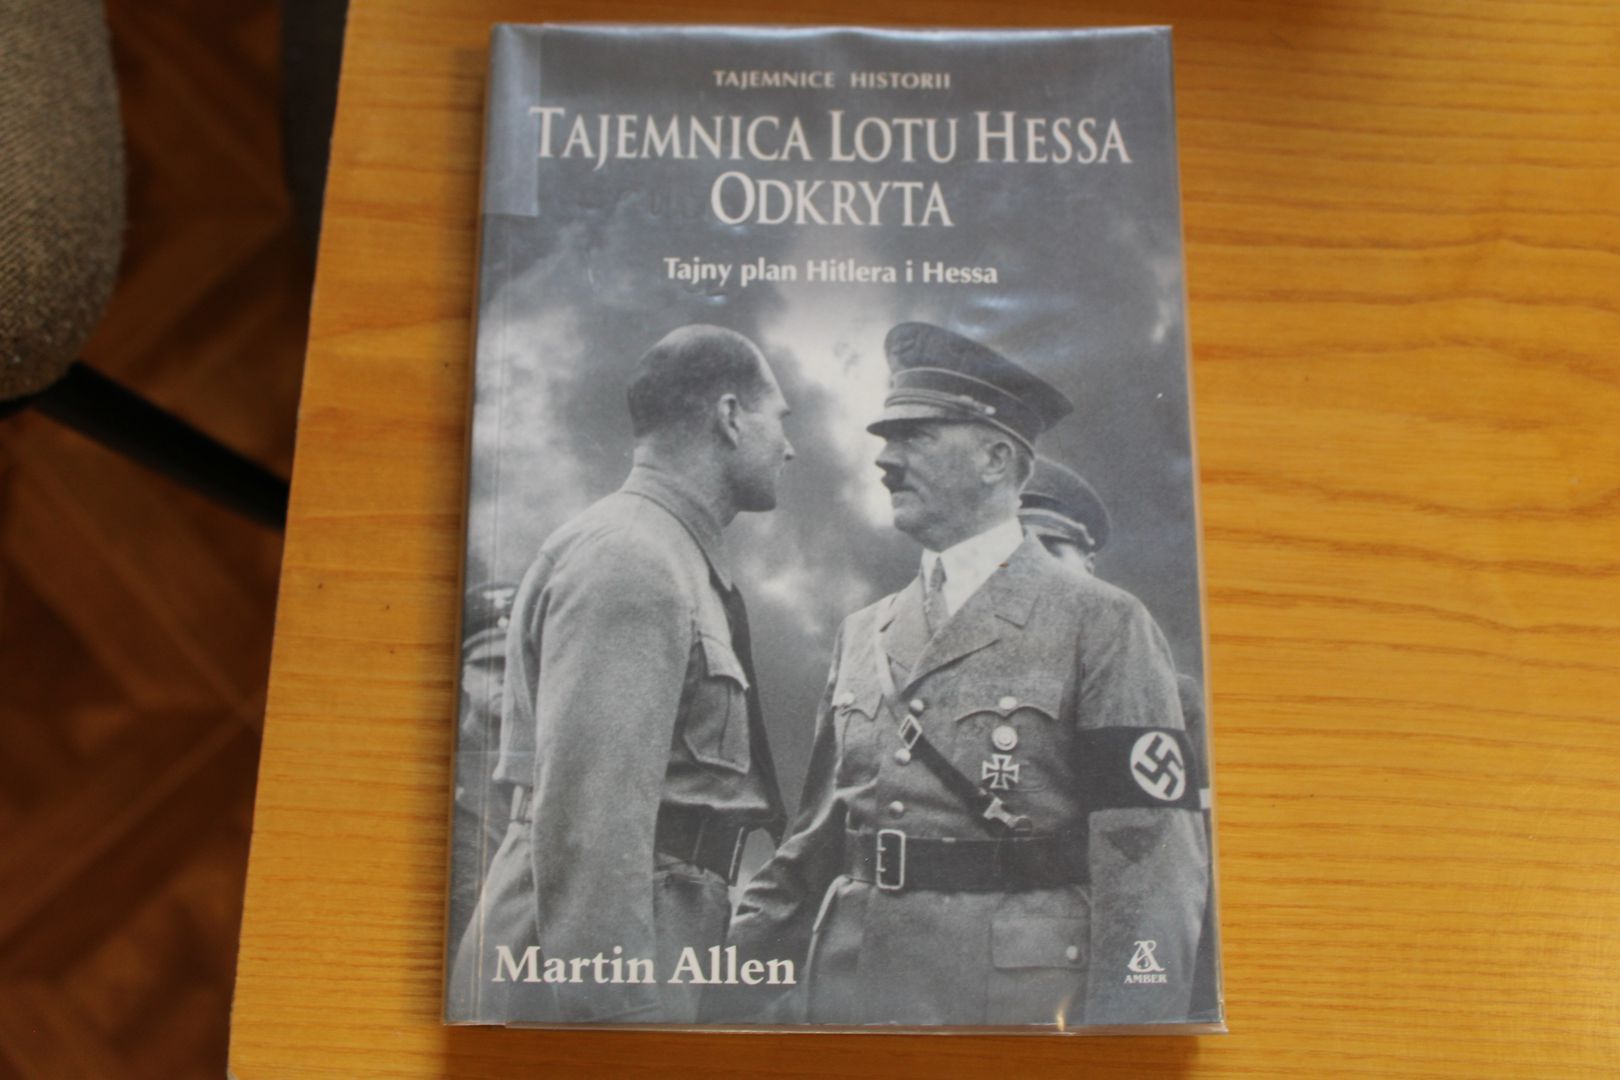 TAJEMNICE HISTORII
TAJEMNICA LOTU HESSA
ODKRYTA
Tajny plan Hitlera i Hessa
Martin Allen
AMBER